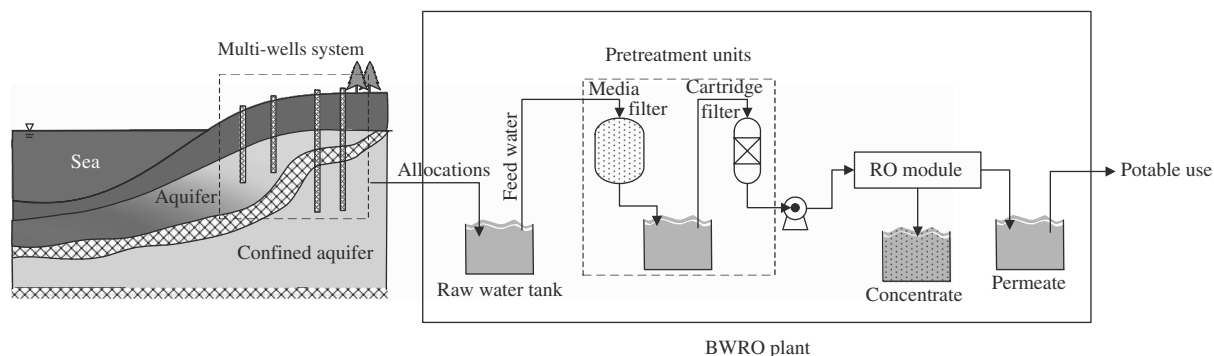 Multi-wells system
Sea
Aquifer
Confined aquifer
Allocations
Raw water tank
Feed water
Pretreatment units
Media
filter
Cartridge
filter
RO module
Concentrate
Permeate
Potable use
BWRO plant